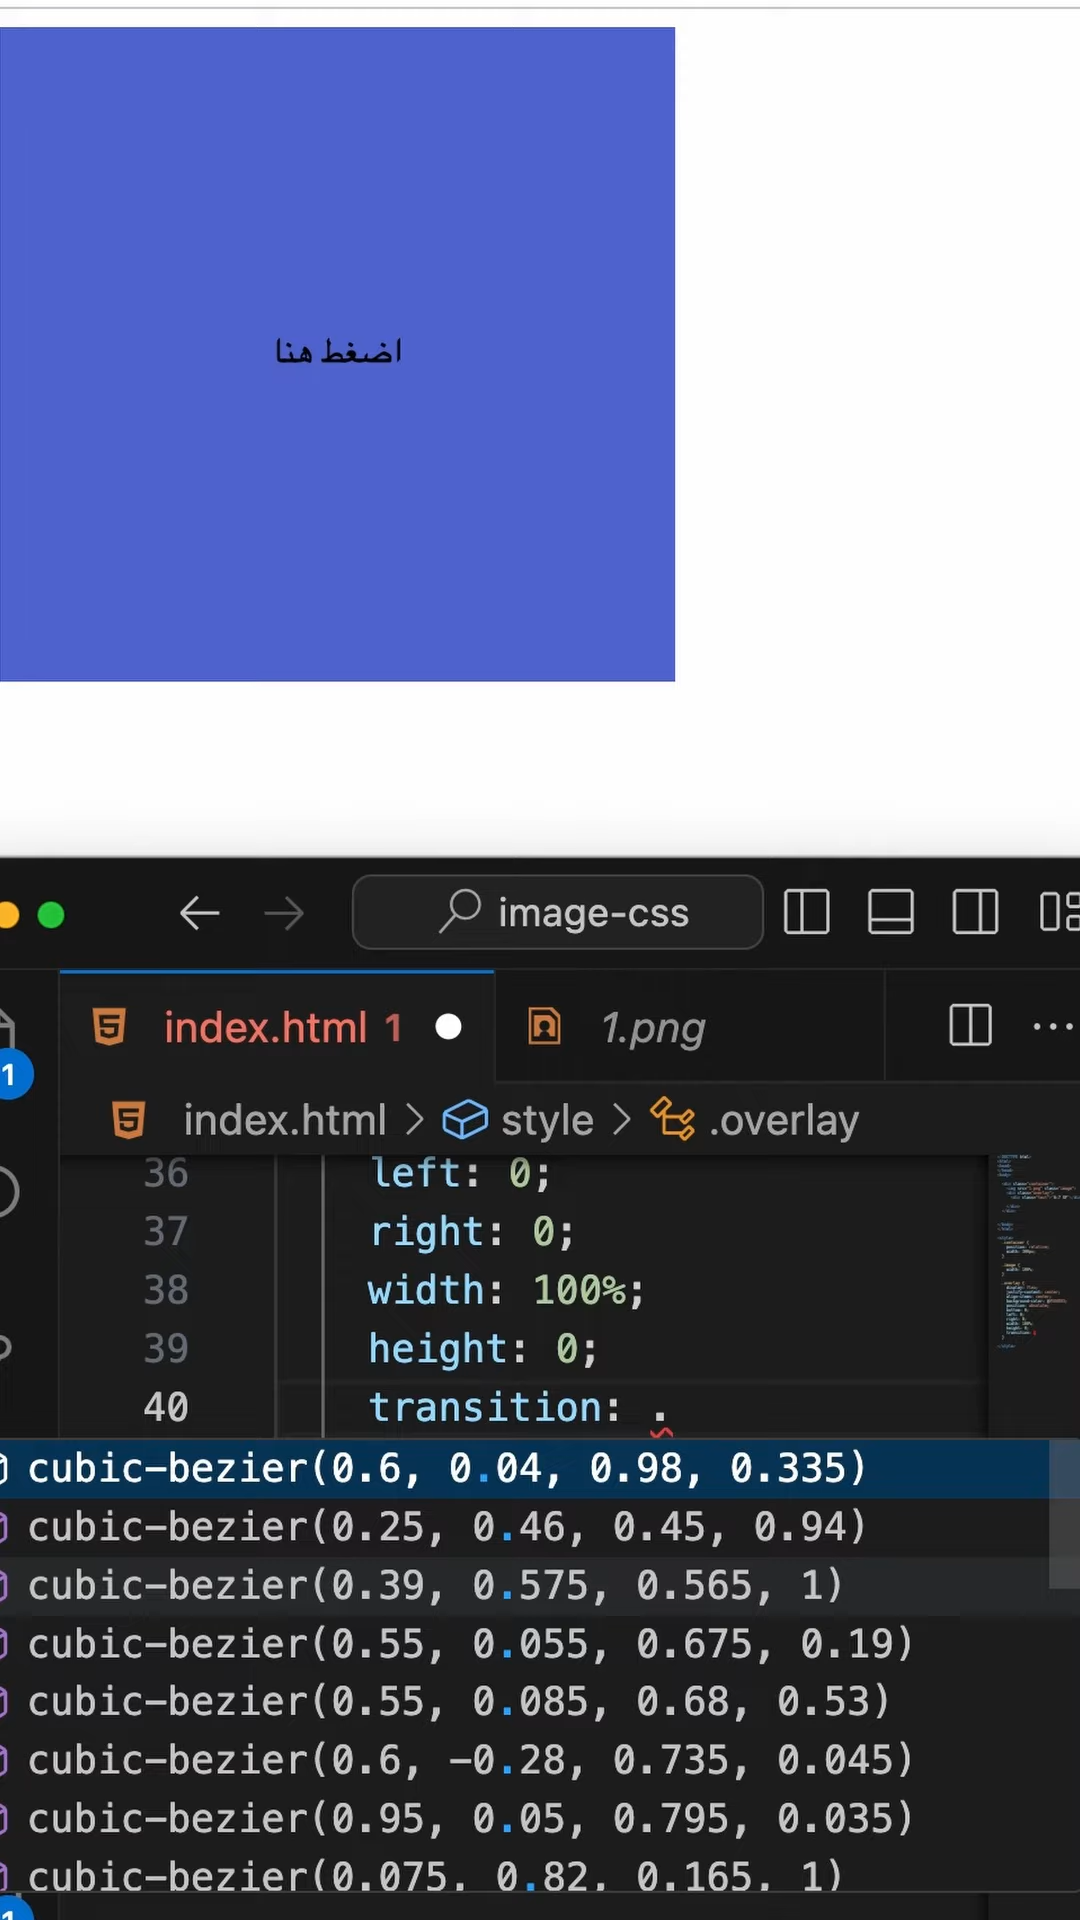 اضغط هنا
image-css
index.html 1
1.png
1
index.html > style > .overlay
36 left: 0;
37 right: 0;
38 width: 100%;
39 height: 0;
40 transition: .
cubic-bezier(0.6, 0.04, 0.98, 0.335)
cubic-bezier(0.25, 0.46, 0.45, 0.94)
cubic-bezier(0.39, 0.575, 0.565, 1)
cubic-bezier(0.55, 0.055, 0.675, 0.19)
cubic-bezier(0.55, 0.085, 0.68, 0.53)
cubic-bezier(0.6, -0.28, 0.735, 0.045)
cubic-bezier(0.95, 0.05, 0.795, 0.035)
cubic-bezier(0.075, 0.82, 0.165, 1)
1